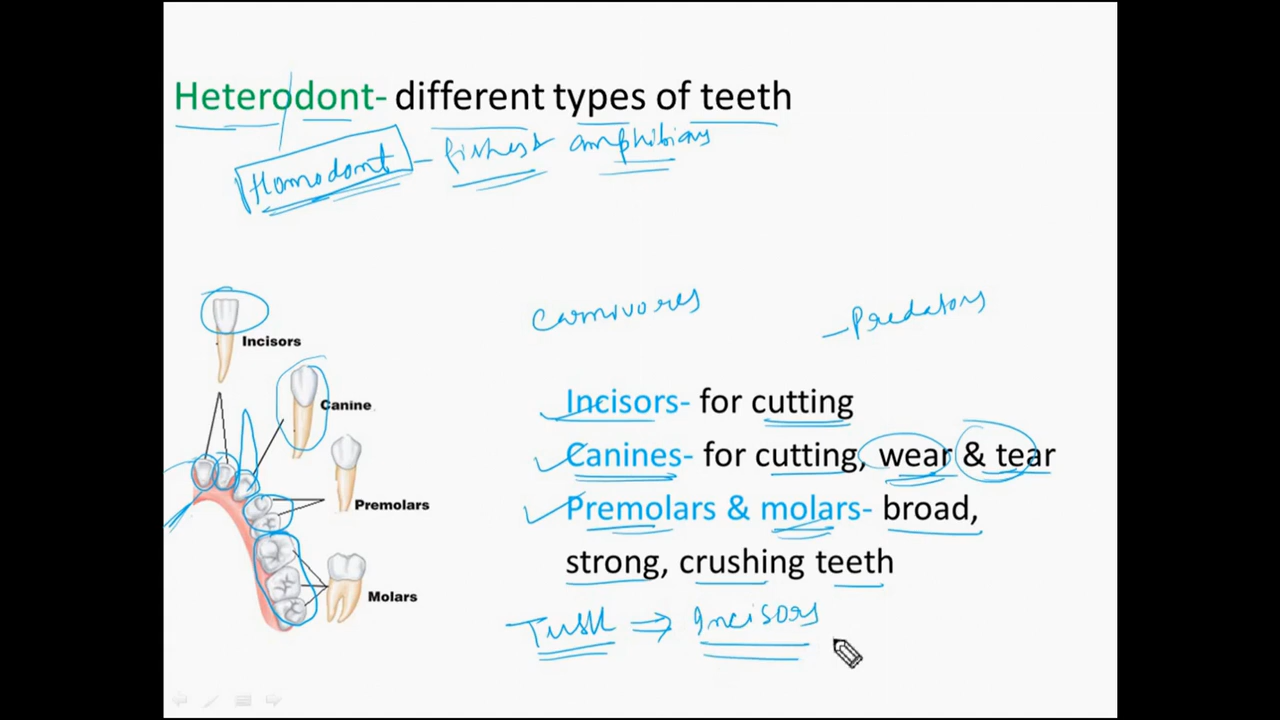 Heterodont- different types of teeth
Homodont - fishes & amphibians
Carnivores - Predators
Incisors
Canine
Premolars
Molars
Incisors- for cutting
Canines- for cutting, wear & tear
Premolars & molars- broad,
strong, crushing teeth
Tusk ⇒ Incisors